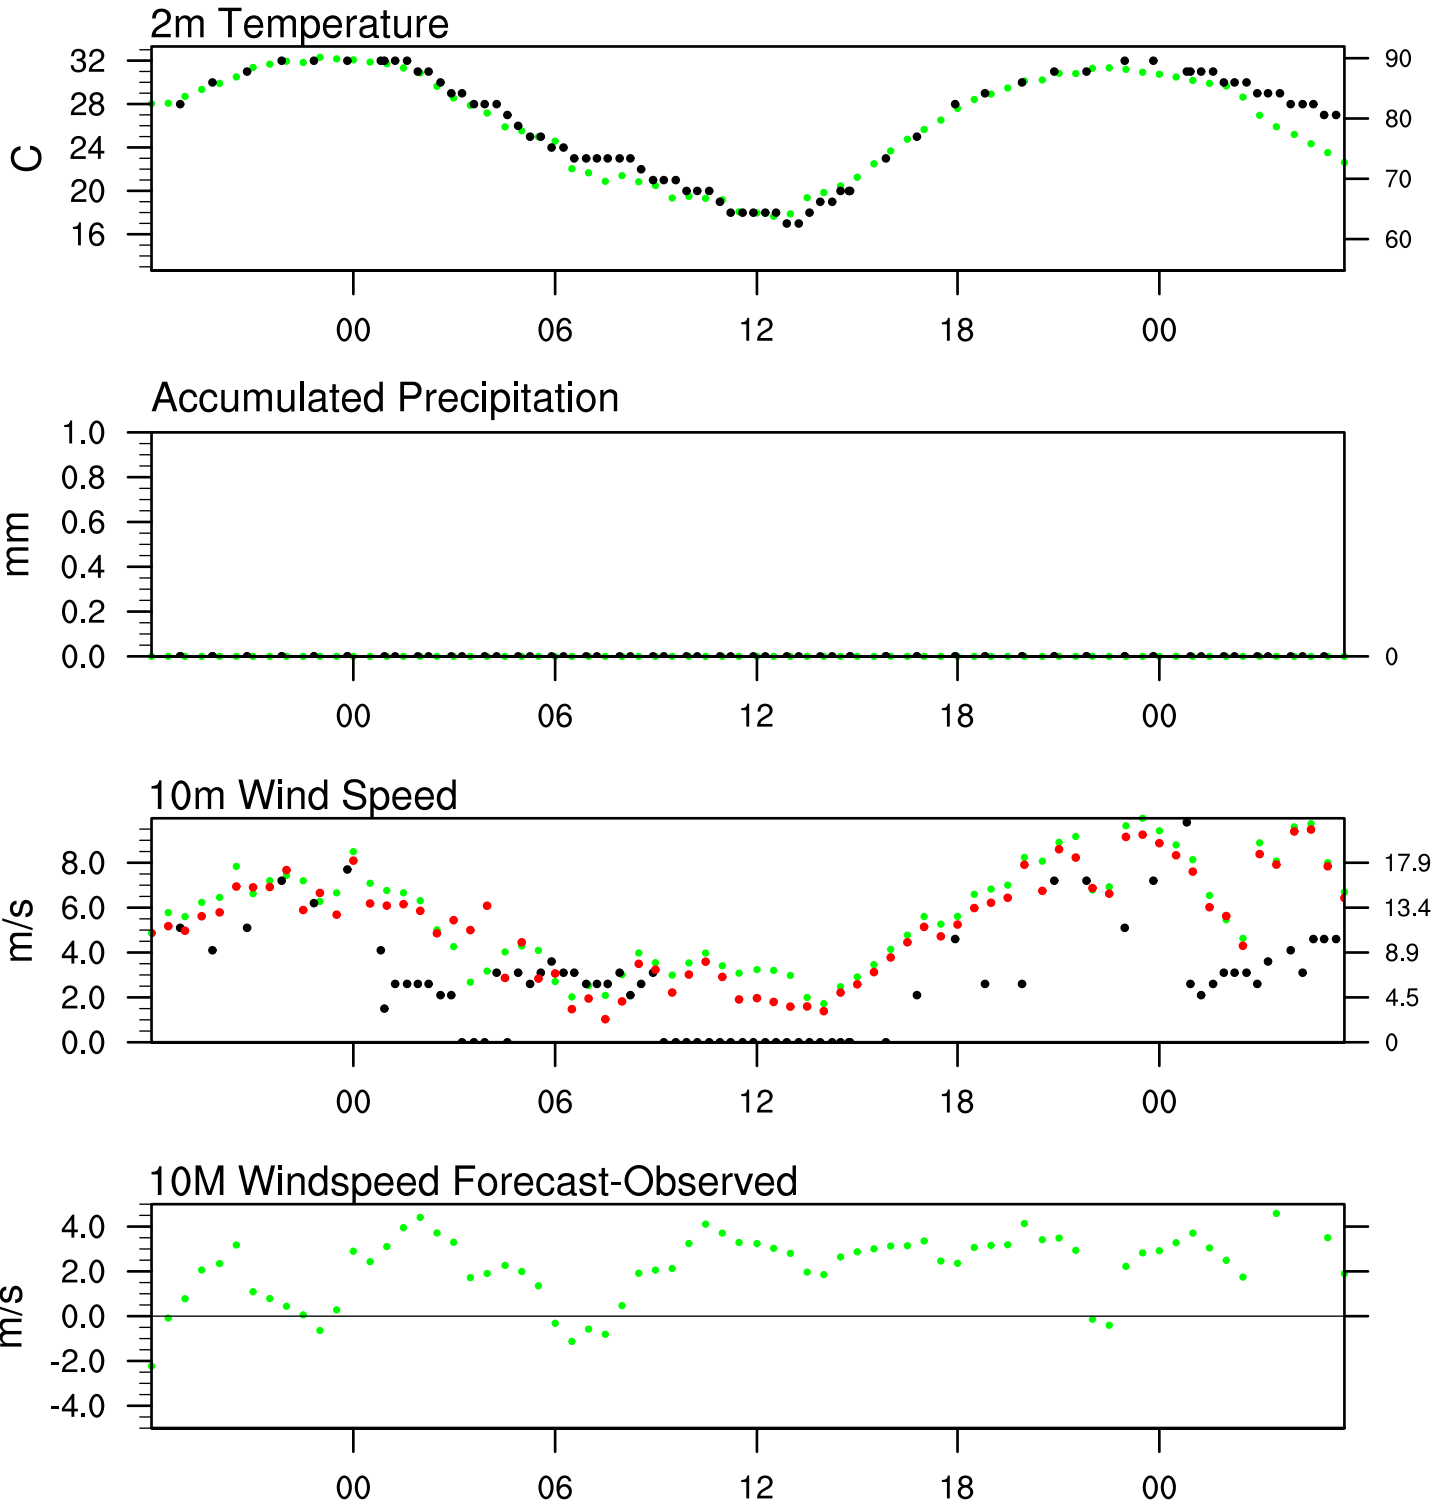 2m Temperature
32
28
24
20
16
C
90
80
70
60
00 06 12 18 00
Accumulated Precipitation
1.0
0.8
0.6
0.4
0.2
0.0
mm
0
00 06 12 18 00
10m Wind Speed
8.0
6.0
4.0
2.0
0.0
m/s
17.9
13.4
8.9
4.5
0
00 06 12 18 00
10M Windspeed Forecast-Observed
4.0
2.0
0.0
-2.0
-4.0
m/s
00 06 12 18 00